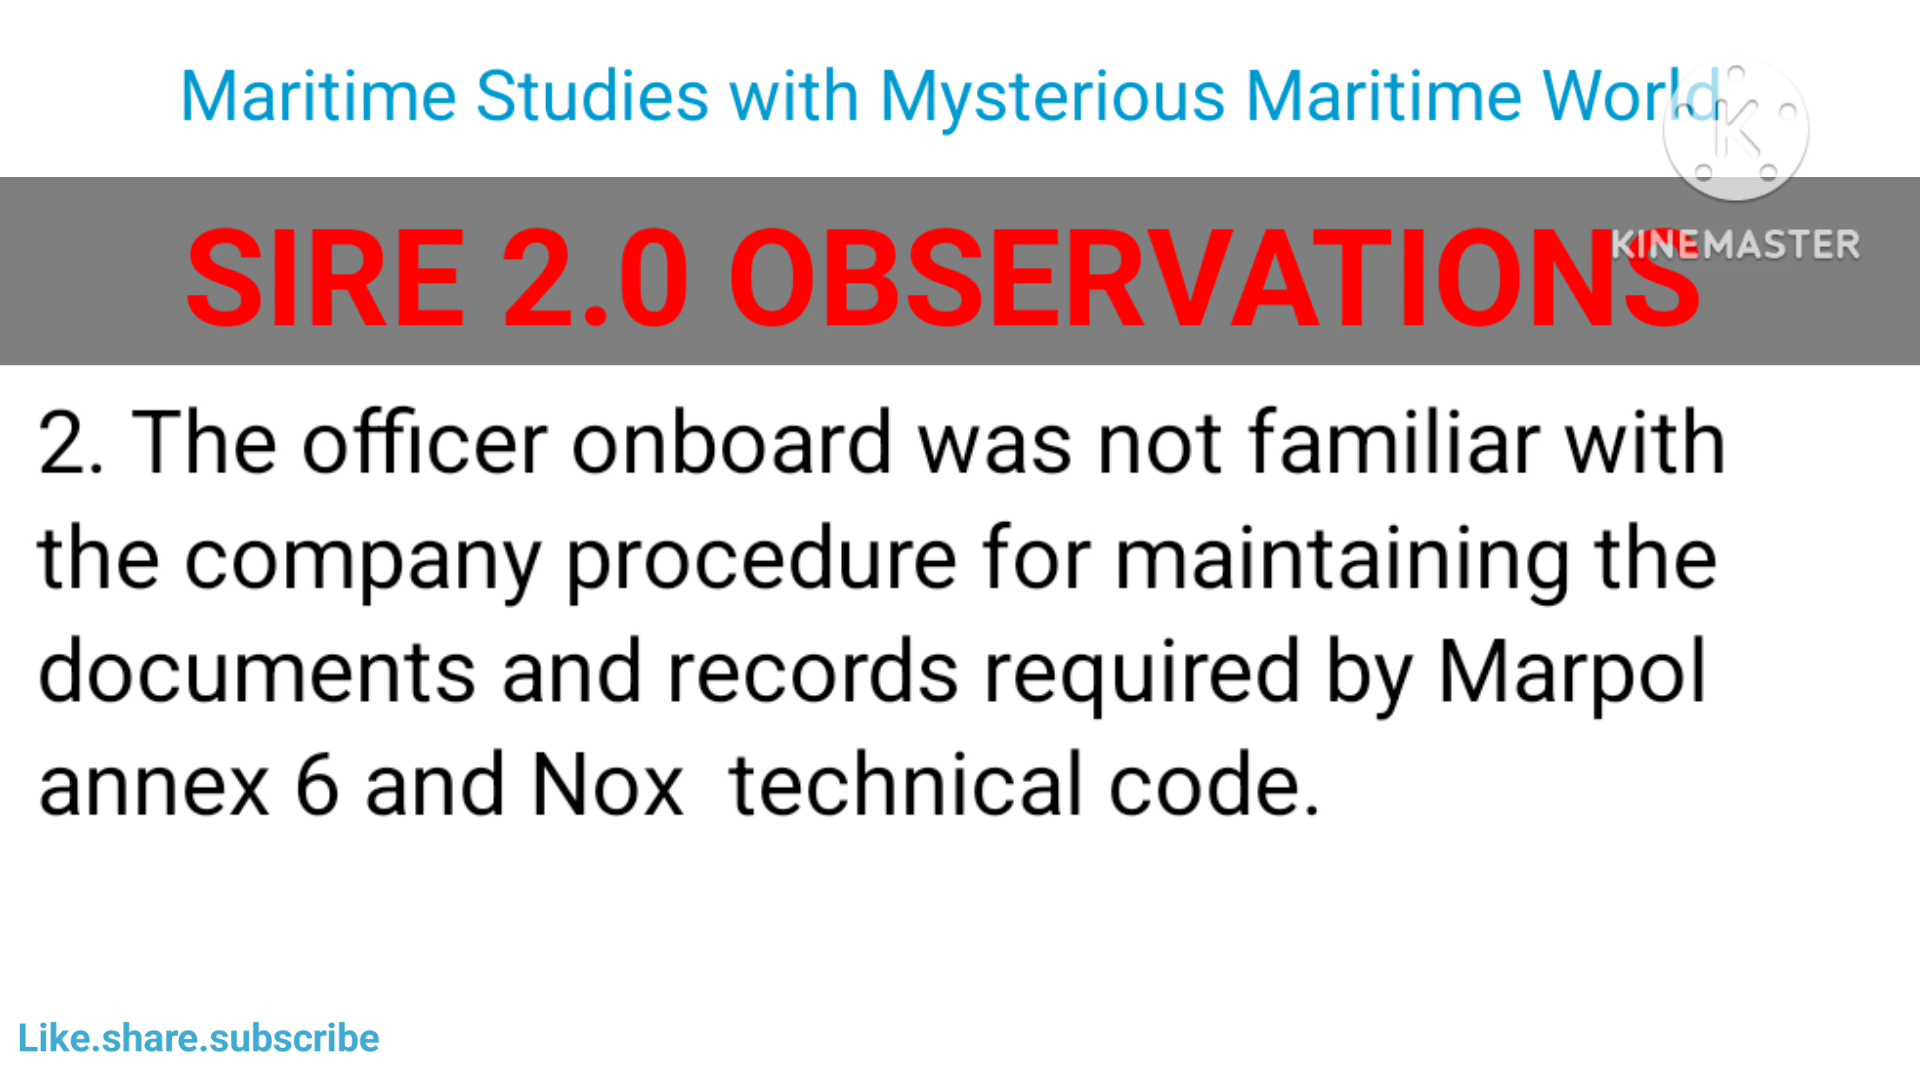 Maritime Studies with Mysterious Maritime World
K
KINEMASTER
SIRE 2.0 OBSERVATIONS
2. The officer onboard was not familiar with
the company procedure for maintaining the
documents and records required by Marpol
annex 6 and Nox  technical code.
Like.share.subscribe